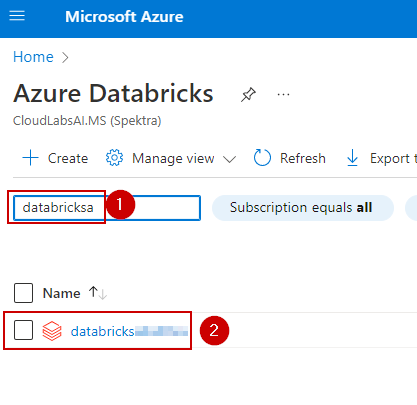 Microsoft Azure
Home
Azure Databricks
CloudLabsAI.MS (Spektra)
Create Manage view Refresh Export t
databricksa 1 Subscription equals all
Name
databricks 2